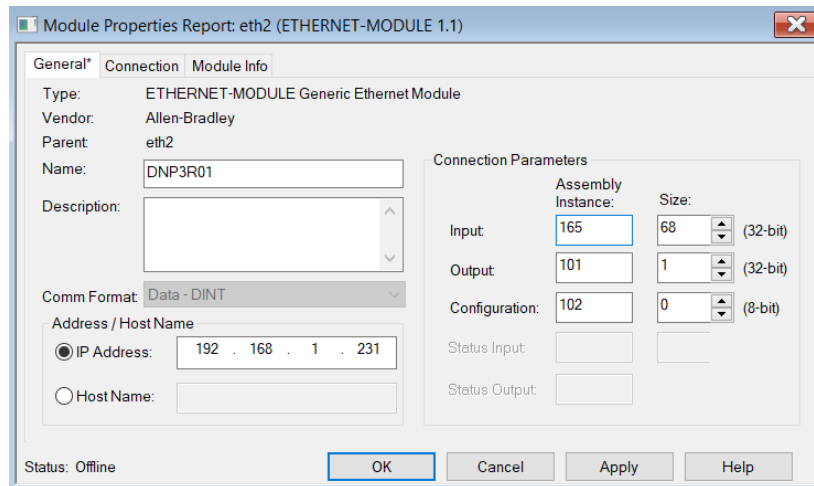 Module Properties Report: eth2 (ETHERNET-MODULE 1.1)
General* Connection Module Info
Type: ETHERNET-MODULE Generic Ethernet Module
Vendor: Allen-Bradley
Parent: eth2
Name: DNP3R01
Description:
Comm Format: Data - DINT
Address / Host Name
IP Address: 192 . 168 . 1 . 231
Host Name:
Connection Parameters
Assembly
Instance: Size:
Input: 165 68 (32-bit)
Output: 101 1 (32-bit)
Configuration: 102 0 (8-bit)
Status Input:
Status Output:
Status: Offline OK Cancel Apply Help